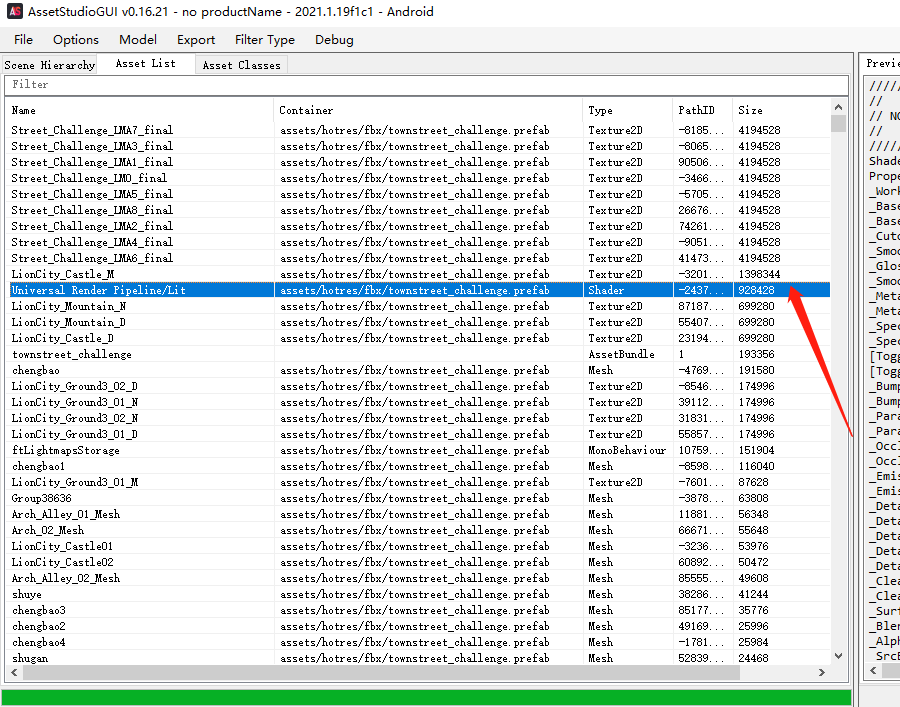 AssetStudioGUI v0.16.21 - no productName - 2021.1.19f1c1 - Android
File Options Model Export Filter Type Debug
Scene Hierarchy Asset List Asset Classes
Filter
Name Container Type PathID Size
Street_Challenge_LMA7_final assets/hotres/fbx/townstreet_challenge.prefab Texture2D -8185... 4194528
Street_Challenge_LMA3_final assets/hotres/fbx/townstreet_challenge.prefab Texture2D -8065... 4194528
Street_Challenge_LMA1_final assets/hotres/fbx/townstreet_challenge.prefab Texture2D 90506... 4194528
Street_Challenge_LM0_final assets/hotres/fbx/townstreet_challenge.prefab Texture2D -3466... 4194528
Street_Challenge_LMA5_final assets/hotres/fbx/townstreet_challenge.prefab Texture2D -5705... 4194528
Street_Challenge_LMA8_final assets/hotres/fbx/townstreet_challenge.prefab Texture2D 26676... 4194528
Street_Challenge_LMA2_final assets/hotres/fbx/townstreet_challenge.prefab Texture2D 74261... 4194528
Street_Challenge_LMA4_final assets/hotres/fbx/townstreet_challenge.prefab Texture2D -9051... 4194528
Street_Challenge_LMA6_final assets/hotres/fbx/townstreet_challenge.prefab Texture2D 41473... 4194528
LionCity_Castle_M assets/hotres/fbx/townstreet_challenge.prefab Texture2D -3201... 1398344
Universal Render Pipeline/Lit assets/hotres/fbx/townstreet_challenge.prefab Shader -2437... 928428
LionCity_Mountain_N assets/hotres/fbx/townstreet_challenge.prefab Texture2D 87187... 699280
LionCity_Mountain_D assets/hotres/fbx/townstreet_challenge.prefab Texture2D 55407... 699280
LionCity_Castle_D assets/hotres/fbx/townstreet_challenge.prefab Texture2D 23194... 699280
townstreet_challenge AssetBundle 1 193356
chengbao assets/hotres/fbx/townstreet_challenge.prefab Mesh -4769... 191580
LionCity_Ground3_02_D assets/hotres/fbx/townstreet_challenge.prefab Texture2D -8546... 174996
LionCity_Ground3_01_N assets/hotres/fbx/townstreet_challenge.prefab Texture2D 39112... 174996
LionCity_Ground3_02_N assets/hotres/fbx/townstreet_challenge.prefab Texture2D 31831... 174996
LionCity_Ground3_01_D assets/hotres/fbx/townstreet_challenge.prefab Texture2D 55857... 174996
ftLightmapsStorage assets/hotres/fbx/townstreet_challenge.prefab MonoBehaviour 10759... 151904
chengbao1 assets/hotres/fbx/townstreet_challenge.prefab Mesh -8598... 116040
LionCity_Ground3_01_M assets/hotres/fbx/townstreet_challenge.prefab Texture2D -7601... 87628
Group38636 assets/hotres/fbx/townstreet_challenge.prefab Mesh -3878... 63808
Arch_Alley_01_Mesh assets/hotres/fbx/townstreet_challenge.prefab Mesh 11881... 56348
Arch_02_Mesh assets/hotres/fbx/townstreet_challenge.prefab Mesh 66671... 55648
LionCity_Castle01 assets/hotres/fbx/townstreet_challenge.prefab Mesh -3236... 53976
LionCity_Castle02 assets/hotres/fbx/townstreet_challenge.prefab Mesh 60892... 50472
Arch_Alley_02_Mesh assets/hotres/fbx/townstreet_challenge.prefab Mesh 85555... 49608
shuye assets/hotres/fbx/townstreet_challenge.prefab Mesh 38286... 41244
chengbao3 assets/hotres/fbx/townstreet_challenge.prefab Mesh 85177... 35776
chengbao2 assets/hotres/fbx/townstreet_challenge.prefab Mesh 49169... 25996
chengbao4 assets/hotres/fbx/townstreet_challenge.prefab Mesh -1781... 25984
shugan assets/hotres/fbx/townstreet_challenge.prefab Mesh 52839... 24468
Previe
/////
//
// NO
//
/////
Shade
Prope
_Work
_Base
_Base
_Cuto
_Smoo
_Glos
_Smoo
_Meta
_Meta
_Spec
_Spec
[Togg
[Togg
_Bump
_Bump
_Para
_Para
_Occl
_Occl
_Emis
_Emis
_Deta
_Deta
_Deta
_Deta
_Deta
_Clea
_Clea
_Surf
_Blen
_Alph
_SrcB